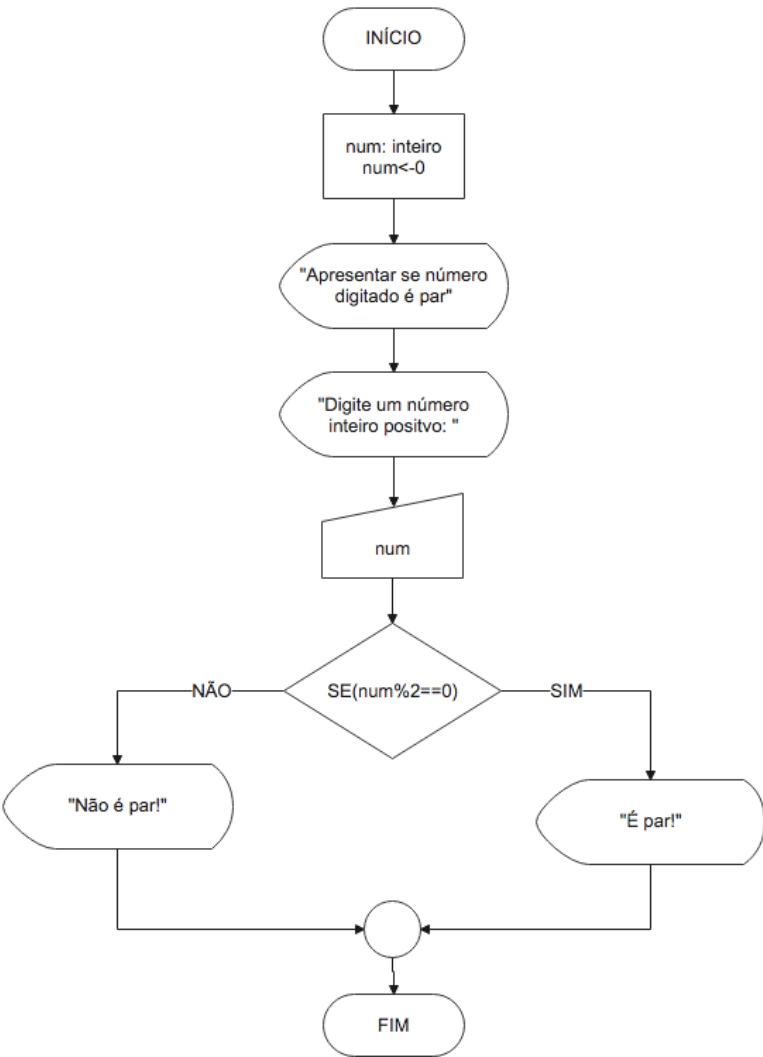 INÍCIO
num: inteiro
num<-0
"Apresentar se número
digitado é par"
"Digite um número
inteiro positvo: "
num
SE(num%2==0)
NÃO
SIM
"Não é par!"
"É par!"
FIM